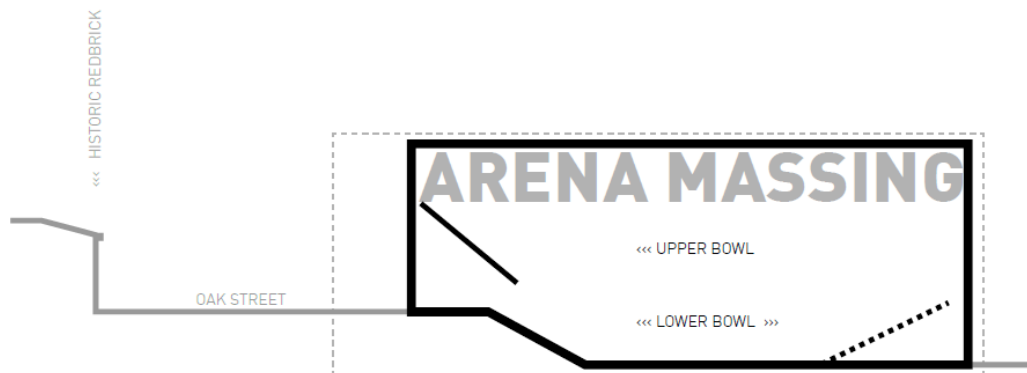 ‹‹‹ HISTORIC REDBRICK
ARENA MASSING
‹‹‹ UPPER BOWL
OAK STREET
‹‹‹ LOWER BOWL ›››